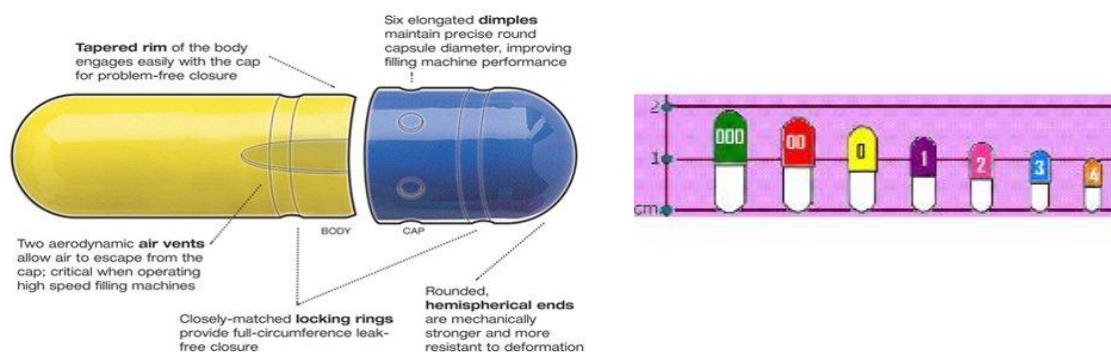 Six elongated dimples
maintain precise round
capsule diameter, improving
filling machine performance
Tapered rim of the body
engages easily with the cap
for problem-free closure
BODY
CAP
Two aerodynamic air vents
allow air to escape from the
cap; critical when operating
high speed filling machines
Closely-matched locking rings
provide full-circumference leak-
free closure
Rounded,
hemispherical ends
are mechanically
stronger and more
resistant to deformation
2
1
cm
000
00
0
1
2
3
4